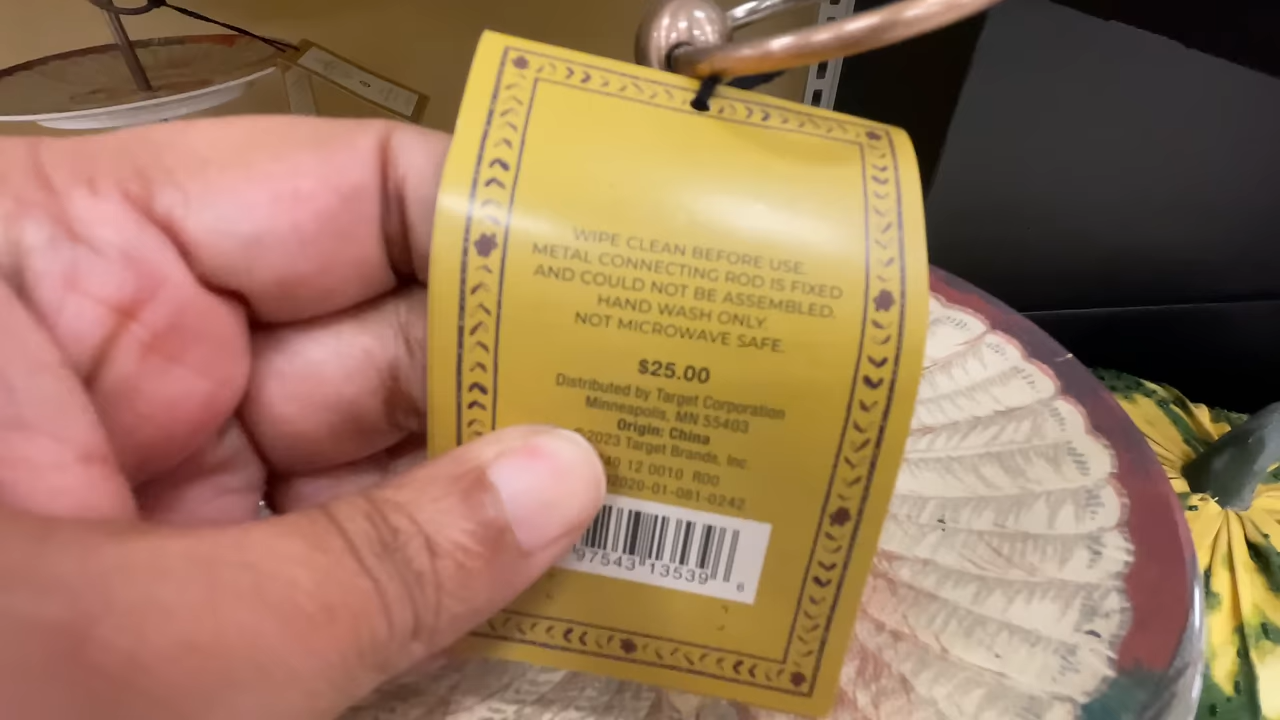 WIPE CLEAN BEFORE USE.
METAL CONNECTING ROD IS FIXED
AND COULD NOT BE ASSEMBLED.
HAND WASH ONLY.
NOT MICROWAVE SAFE.
$25.00
Distributed by Target Corporation
Minneapolis, MN 55403
Origin: China
©2023 Target Brands, Inc.
40 12 0010 R00
2020-01-081-0242
97543 13539 6